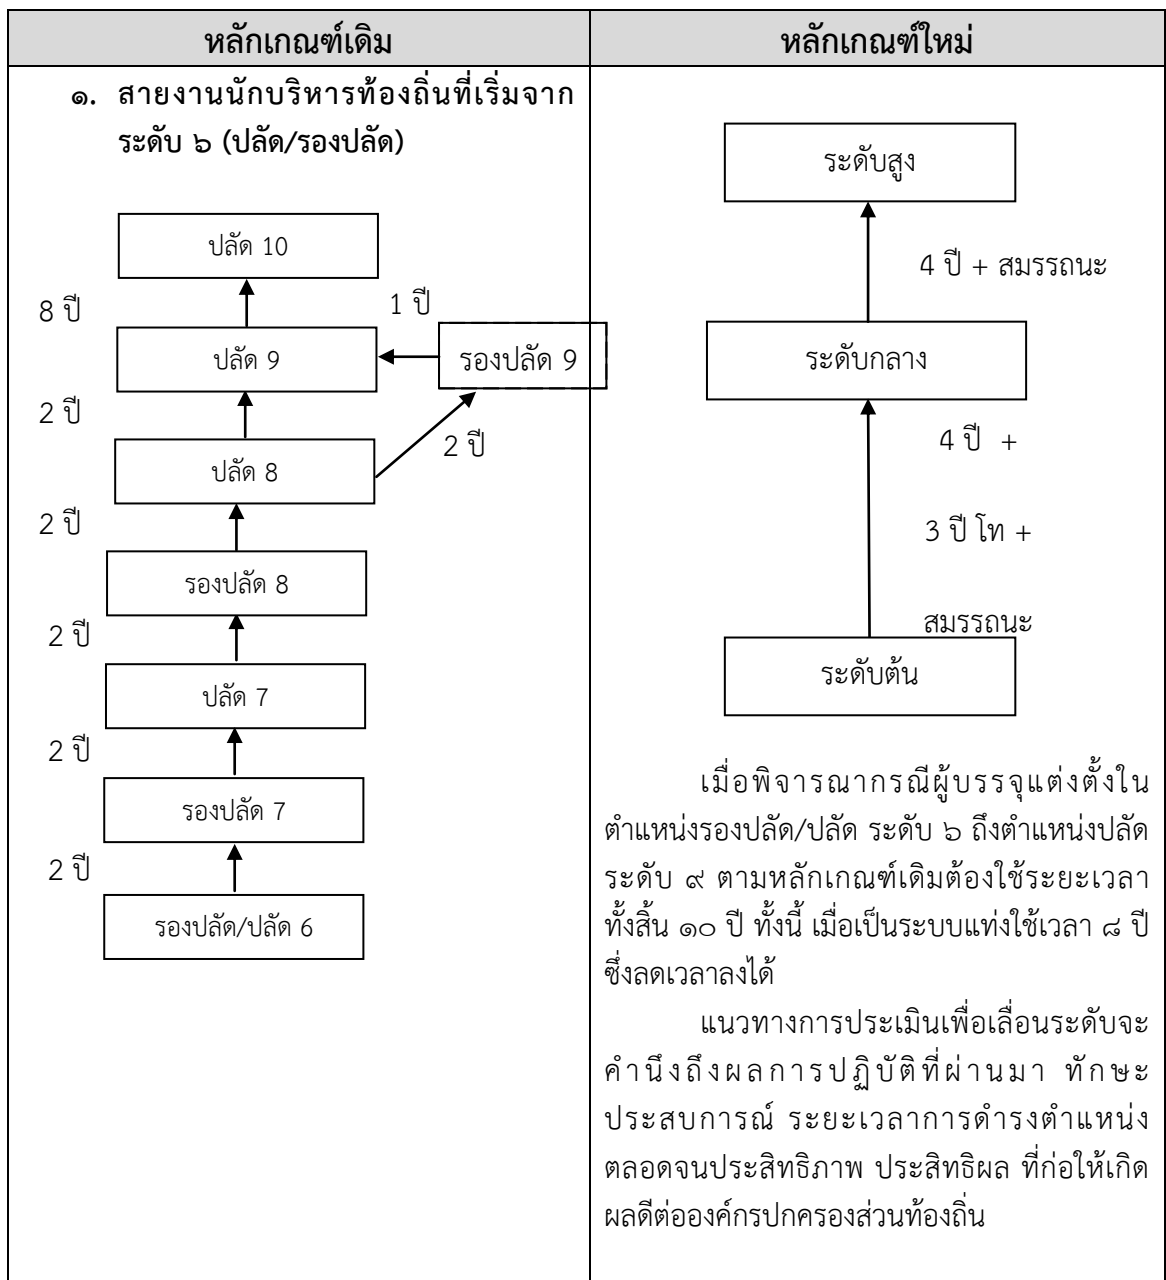 หลักเกณฑ์เดิม
หลักเกณฑ์ใหม่
๑. สายงานนักบริหารท้องถิ่นที่เริ่มจาก
ระดับ ๖ (ปลัด/รองปลัด)
ปลัด 10
8 ปี
1 ปี
ปลัด 9
รองปลัด 9
2 ปี
2 ปี
ปลัด 8
2 ปี
รองปลัด 8
2 ปี
ปลัด 7
2 ปี
รองปลัด 7
2 ปี
รองปลัด/ปลัด 6
ระดับสูง
4 ปี + สมรรถนะ
ระดับกลาง
4 ปี +
3 ปี โท +
สมรรถนะ
ระดับต้น
เมื่อพิจารณากรณีผู้บรรจุแต่งตั้งใน
ตำแหน่งรองปลัด/ปลัด ระดับ ๖ ถึงตำแหน่งปลัด
ระดับ ๙ ตามหลักเกณฑ์เดิมต้องใช้ระยะเวลา
ทั้งสิ้น ๑๐ ปี ทั้งนี้ เมื่อเป็นระบบแท่งใช้เวลา ๘ ปี
ซึ่งลดเวลาลงได้
แนวทางการประเมินเพื่อเลื่อนระดับจะ
คำนึงถึงผลการปฏิบัติที่ผ่านมา ทักษะ
ประสบการณ์ ระยะเวลาการดำรงตำแหน่ง
ตลอดจนประสิทธิภาพ ประสิทธิผล ที่ก่อให้เกิด
ผลดีต่อองค์กรปกครองส่วนท้องถิ่น